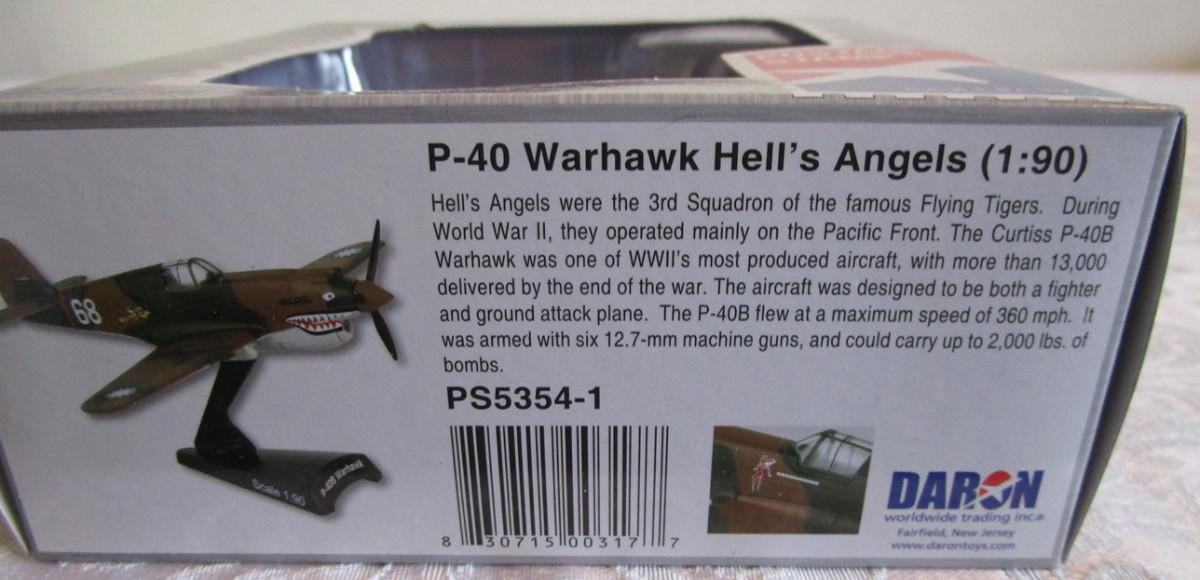 P-40 Warhawk Hell's Angels (1:90)
Hell's Angels were the 3rd Squadron of the famous Flying Tigers. During
World War II, they operated mainly on the Pacific Front. The Curtiss P-40B
Warhawk was one of WWII's most produced aircraft, with more than 13,000
delivered by the end of the war. The aircraft was designed to be both a fighter
and ground attack plane. The P-40B flew at a maximum speed of 360 mph. It
was armed with six 12.7-mm machine guns, and could carry up to 2,000 lbs. of
bombs.
PS5354-1
68
Scale 1:90
P-40B Warhawk
8 30715 00317 7
DARON
worldwide trading inc.®
Fairfield, New Jersey
www.darontoys.com